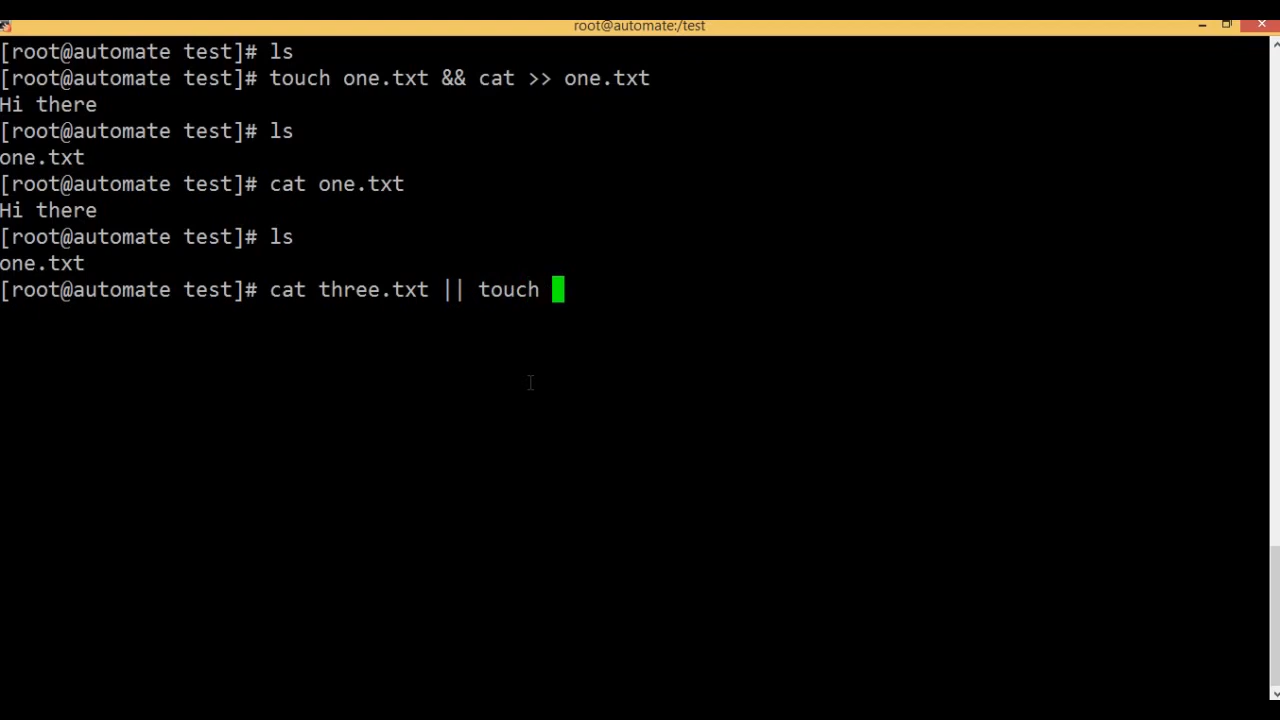 root@automate:/test
[root@automate test]# ls
[root@automate test]# touch one.txt && cat >> one.txt
Hi there
[root@automate test]# ls
one.txt
[root@automate test]# cat one.txt
Hi there
[root@automate test]# ls
one.txt
[root@automate test]# cat three.txt || touch